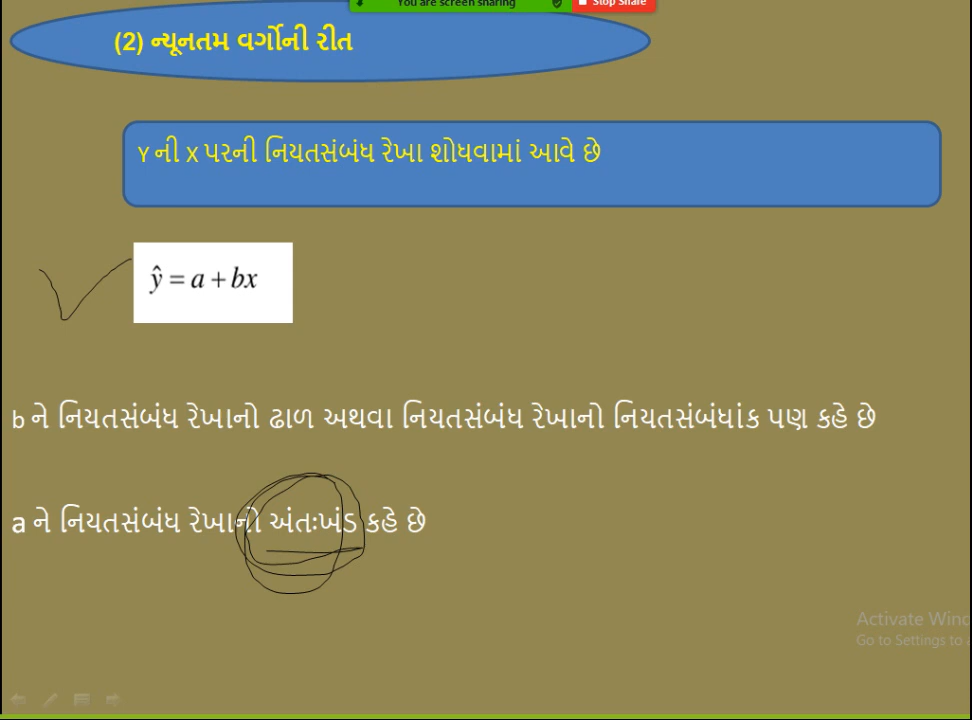 You are screen sharing
Stop Share
(2) ન્યૂનતમ વર્ગોની રીત
Y ની X પરની નિયતસંબંધ રેખા શોધવામાં આવે છે
ŷ = a + bx
b ને નિયતસંબંધ રેખાનો ઢાળ અથવા નિયતસંબંધ રેખાનો નિયતસંબંધાંક પણ કહે છે
a ને નિયતસંબંધ રેખાનો અંતઃખંડ કહે છે
Activate Wind
Go to Settings to a